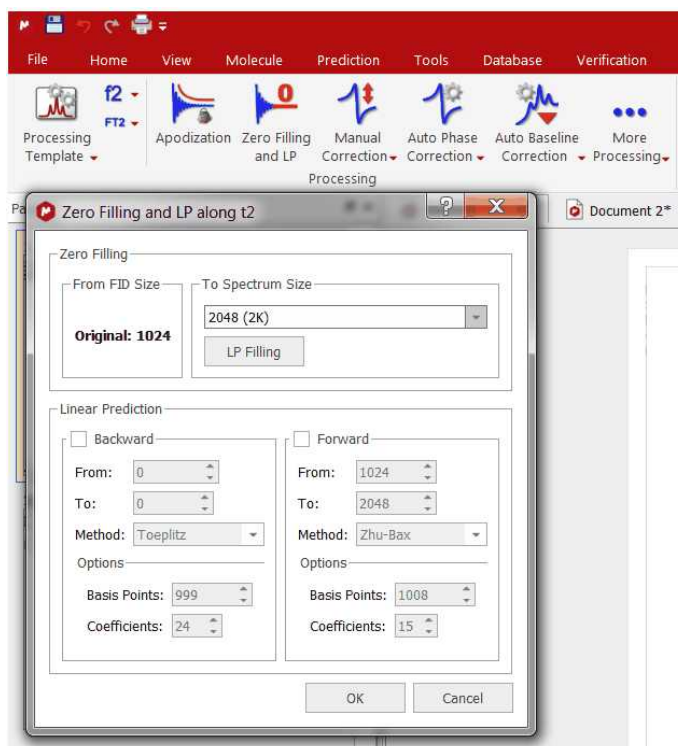 File Home View Molecule Prediction Tools Database Verification
f2
FT2
0
Processing Template
Apodization
Zero Filling and LP
Manual Correction
Auto Phase Correction
Auto Baseline Correction
More Processing
Processing
Pa
Zero Filling and LP along t2
? X
Document 2*
Zero Filling
From FID Size
To Spectrum Size
Original: 1024
2048 (2K)
LP Filling
Linear Prediction
Backward
From: 0
To: 0
Method: Toeplitz
Options
Basis Points: 999
Coefficients: 24
Forward
From: 1024
To: 2048
Method: Zhu-Bax
Options
Basis Points: 1008
Coefficients: 15
OK Cancel